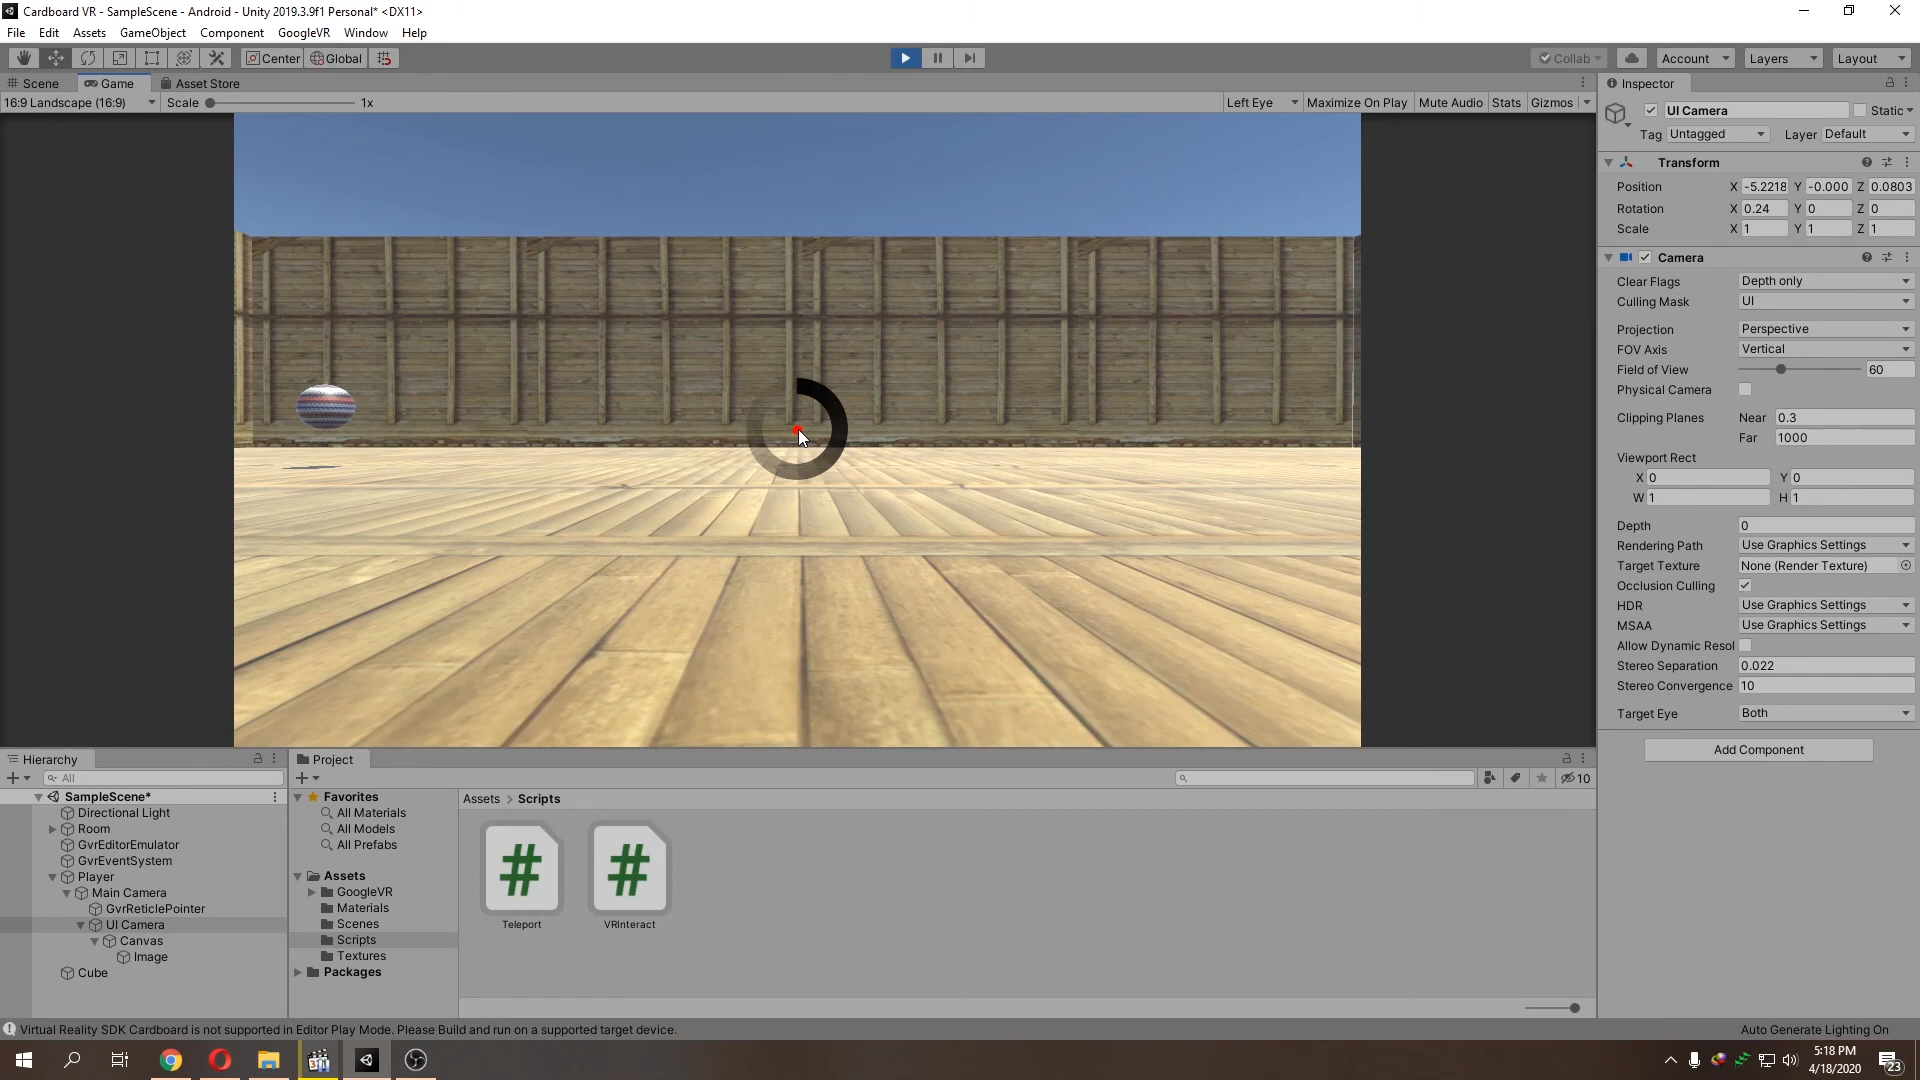 Cardboard VR - SampleScene - Android - Unity 2019.3.9f1 Personal* <DX11>
File Edit Assets GameObject Component GoogleVR Window Help
Center Global Collab Account Layers Layout
Scene Game Asset Store
16:9 Landscape (16:9) Scale 1x Left Eye Maximize On Play Mute Audio Stats Gizmos
Inspector
UI Camera Static
Tag Untagged Layer Default
Transform
Position X -5.2218 Y -0.000 Z 0.0803
Rotation X 0.24 Y 0 Z 0
Scale X 1 Y 1 Z 1
Camera
Clear Flags Depth only
Culling Mask UI
Projection Perspective
FOV Axis Vertical
Field of View 60
Physical Camera
Clipping Planes Near 0.3
Far 1000
Viewport Rect
X 0 Y 0
W 1 H 1
Depth 0
Rendering Path Use Graphics Settings
Target Texture None (Render Texture)
Occlusion Culling
HDR Use Graphics Settings
MSAA Use Graphics Settings
Allow Dynamic Resol
Stereo Separation 0.022
Stereo Convergence 10
Target Eye Both
Add Component
Hierarchy
All
SampleScene*
Directional Light
Room
GvrEditorEmulator
GvrEventSystem
Player
Main Camera
GvrReticlePointer
UI Camera
Canvas
Image
Cube
Project
10
Favorites
All Materials
All Models
All Prefabs
Assets
GoogleVR
Materials
Scenes
Scripts
Textures
Packages
Assets > Scripts
Teleport VRInteract
Virtual Reality SDK Cardboard is not supported in Editor Play Mode. Please Build and run on a supported target device.
Auto Generate Lighting On
5:18 PM
4/18/2020
23